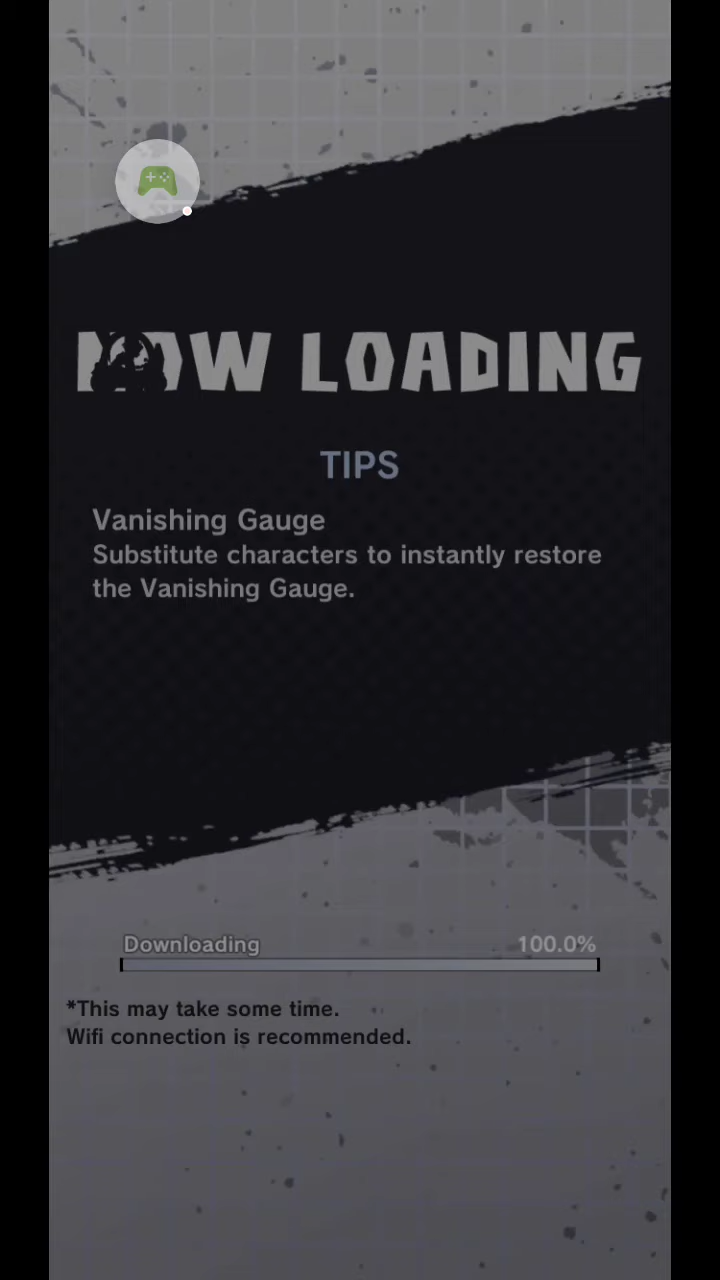 NOW LOADING
TIPS
Vanishing Gauge
Substitute characters to instantly restore
the Vanishing Gauge.
Downloading 100.0%
*This may take some time.
Wifi connection is recommended.